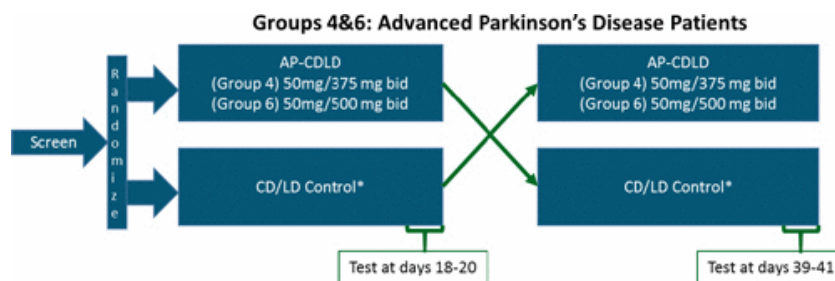 Groups 4&6: Advanced Parkinson's Disease Patients
Screen
Randomize
AP-CDLD
(Group 4) 50mg/375 mg bid
(Group 6) 50mg/500 mg bid
CD/LD Control*
Test at days 18-20
AP-CDLD
(Group 4) 50mg/375 mg bid
(Group 6) 50mg/500 mg bid
CD/LD Control*
Test at days 39-41